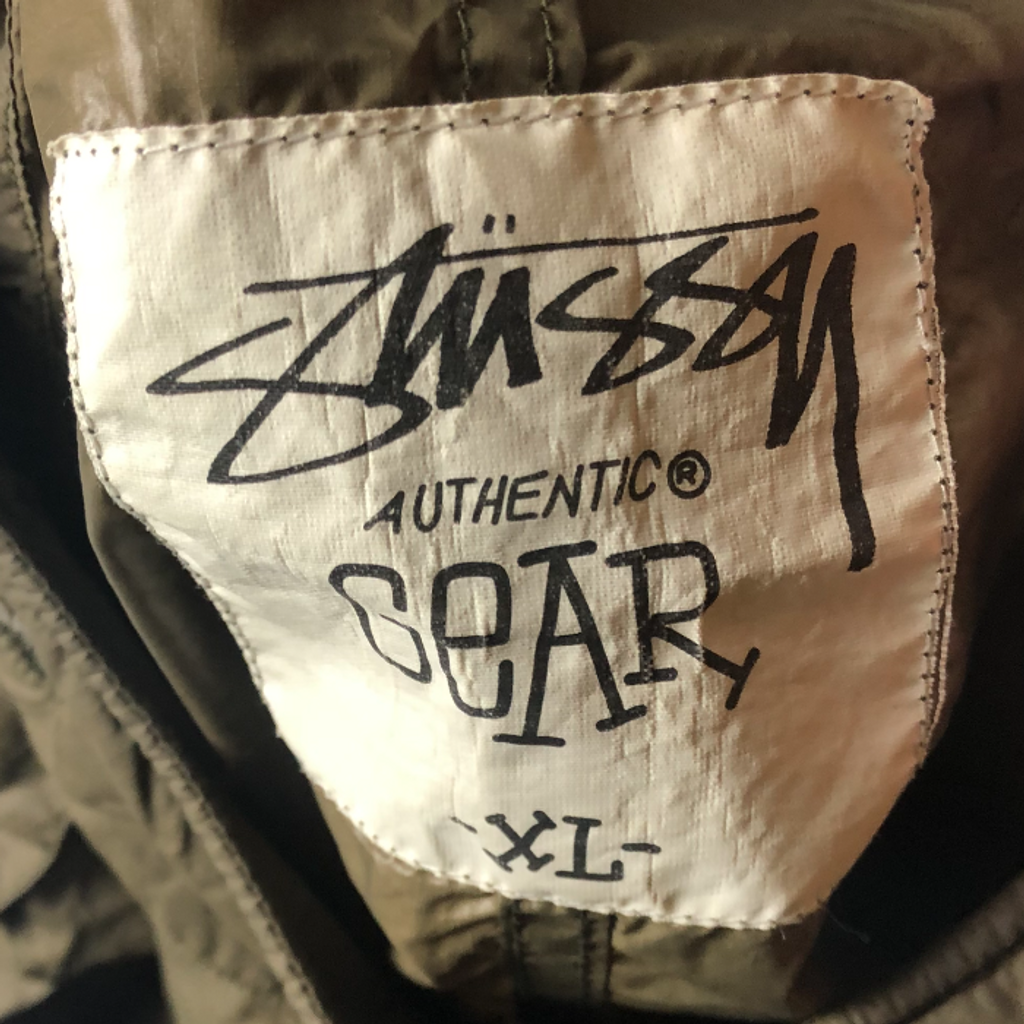 Stüssy
AUTHENTIC®
GeAR
-XL-